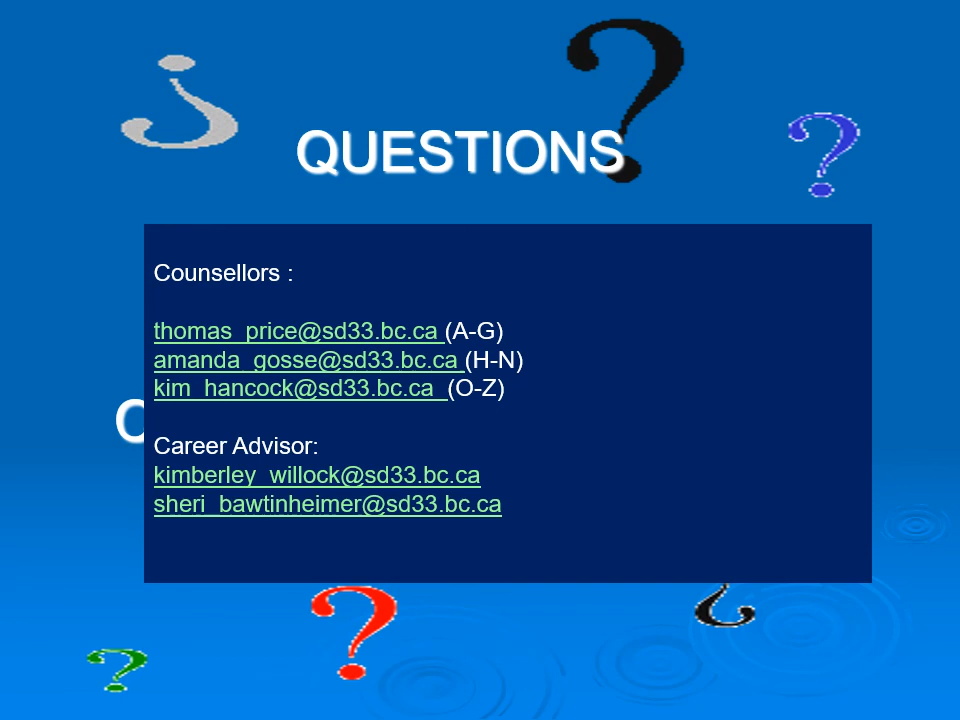 QUESTIONS
Counsellors :
thomas_price@sd33.bc.ca (A-G)
amanda_gosse@sd33.bc.ca (H-N)
kim_hancock@sd33.bc.ca (O-Z)
Career Advisor:
kimberley_willock@sd33.bc.ca
sheri_bawtinheimer@sd33.bc.ca